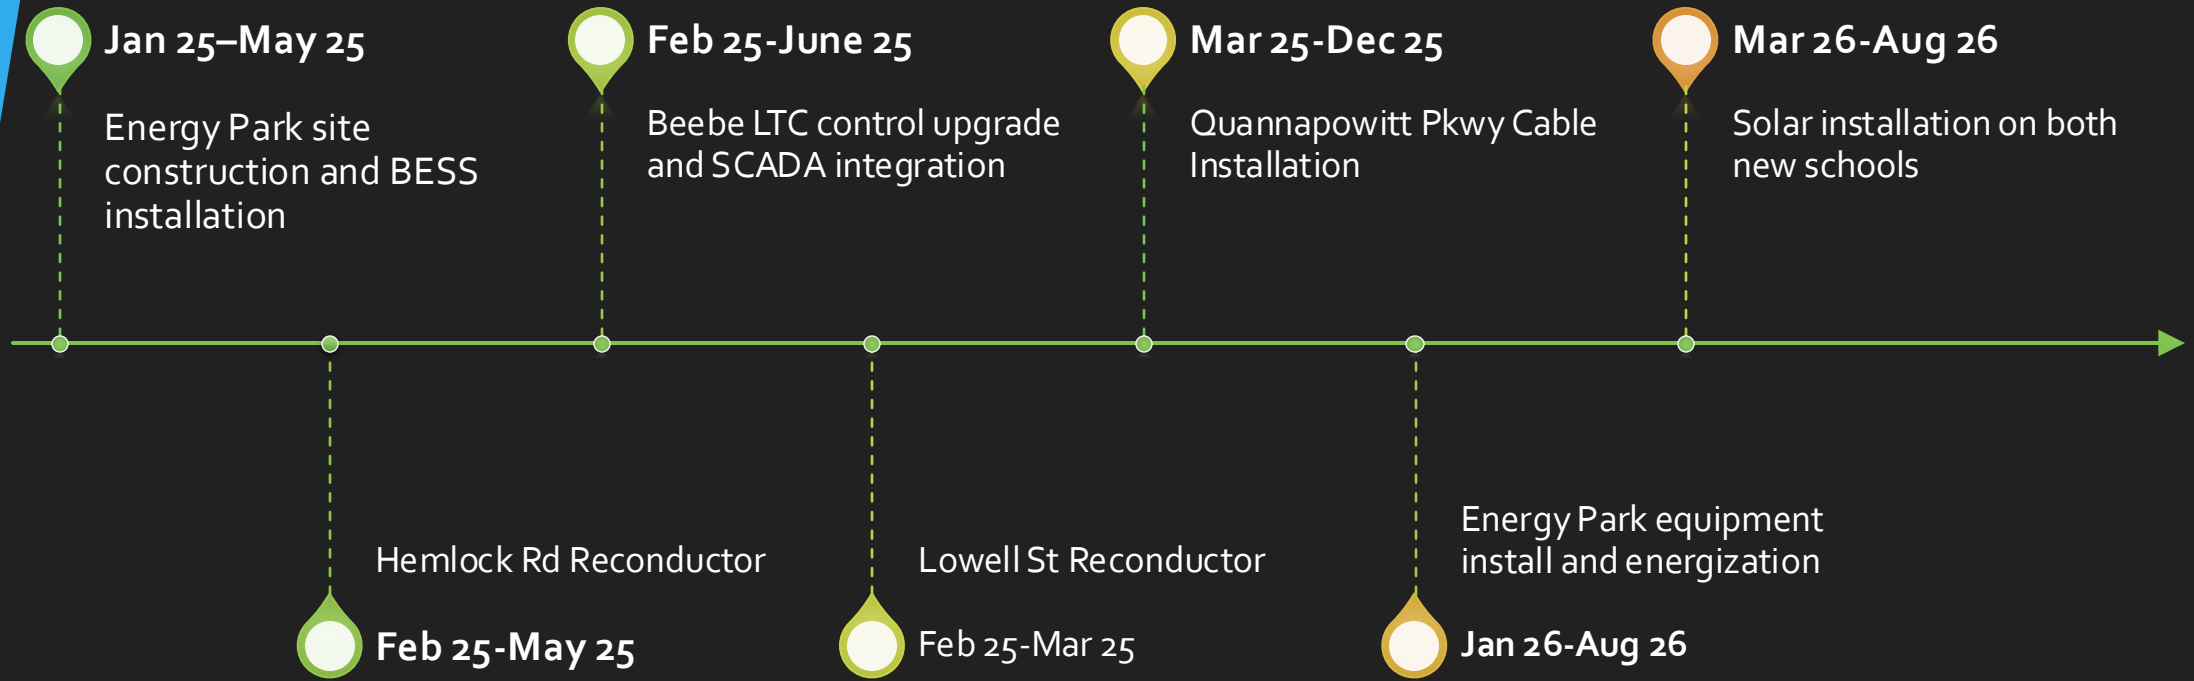 Jan 25–May 25
Energy Park site
construction and BESS
installation
Feb 25-June 25
Beebe LTC control upgrade
and SCADA integration
Mar 25-Dec 25
Quannapowitt Pkwy Cable
Installation
Mar 26-Aug 26
Solar installation on both
new schools
Hemlock Rd Reconductor
Feb 25-May 25
Lowell St Reconductor
Feb 25-Mar 25
Energy Park equipment
install and energization
Jan 26-Aug 26